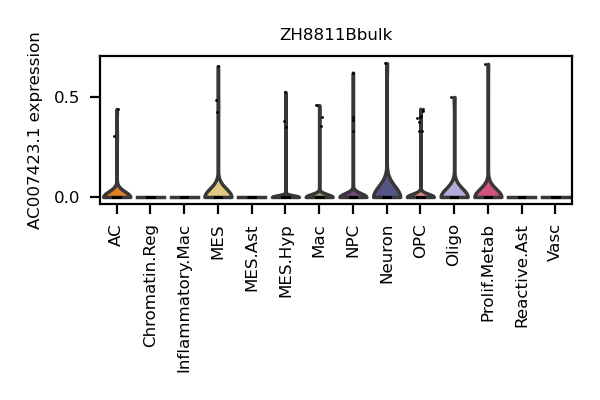 ZH8811Bbulk
AC007423.1 expression
0.5
0.0
AC
Chromatin.Reg
Inflammatory.Mac
MES
MES.Ast
MES.Hyp
Mac
NPC
Neuron
OPC
Oligo
Prolif.Metab
Reactive.Ast
Vasc